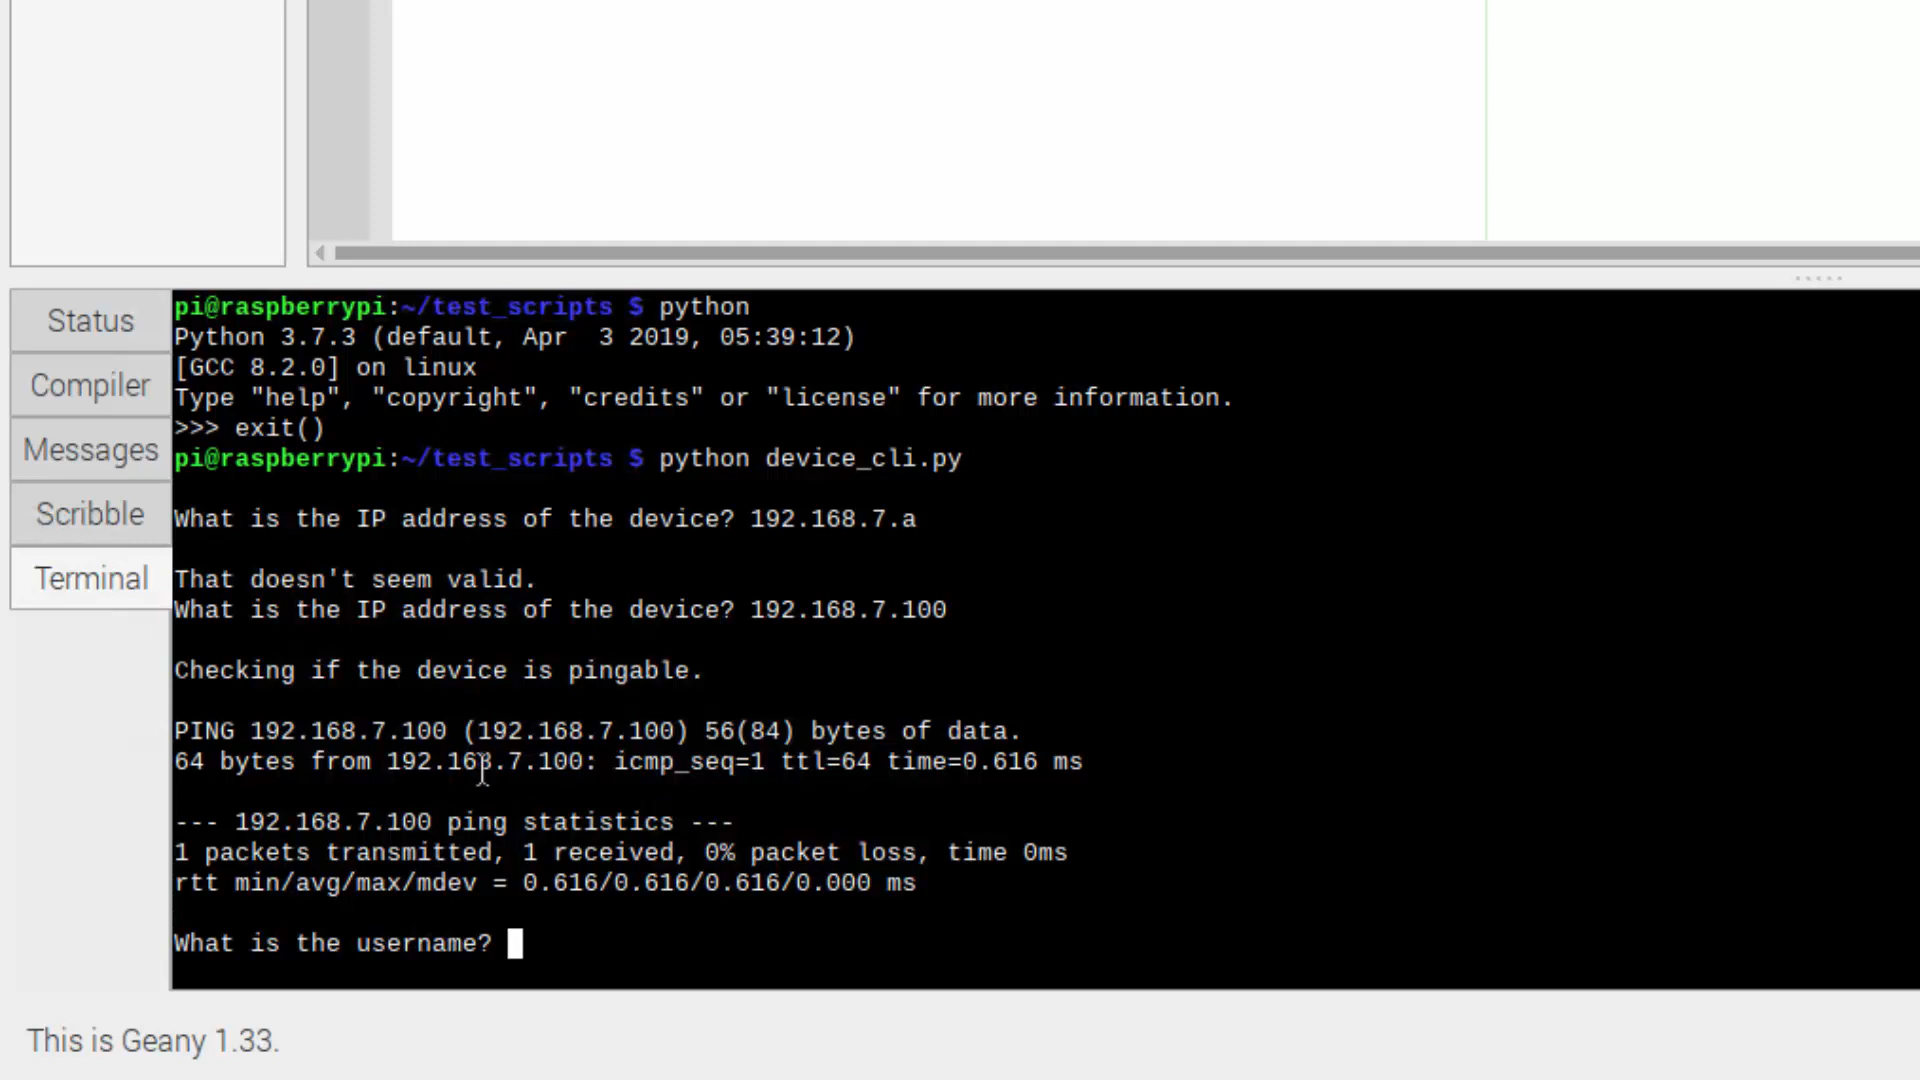 Status
Compiler
Messages
Scribble
Terminal
pi@raspberrypi:~/test_scripts $ python
Python 3.7.3 (default, Apr  3 2019, 05:39:12)
[GCC 8.2.0] on linux
Type "help", "copyright", "credits" or "license" for more information.
>>> exit()
pi@raspberrypi:~/test_scripts $ python device_cli.py
What is the IP address of the device? 192.168.7.a
That doesn't seem valid.
What is the IP address of the device? 192.168.7.100
Checking if the device is pingable.
PING 192.168.7.100 (192.168.7.100) 56(84) bytes of data.
64 bytes from 192.168.7.100: icmp_seq=1 ttl=64 time=0.616 ms
--- 192.168.7.100 ping statistics ---
1 packets transmitted, 1 received, 0% packet loss, time 0ms
rtt min/avg/max/mdev = 0.616/0.616/0.616/0.000 ms
What is the username?
This is Geany 1.33.